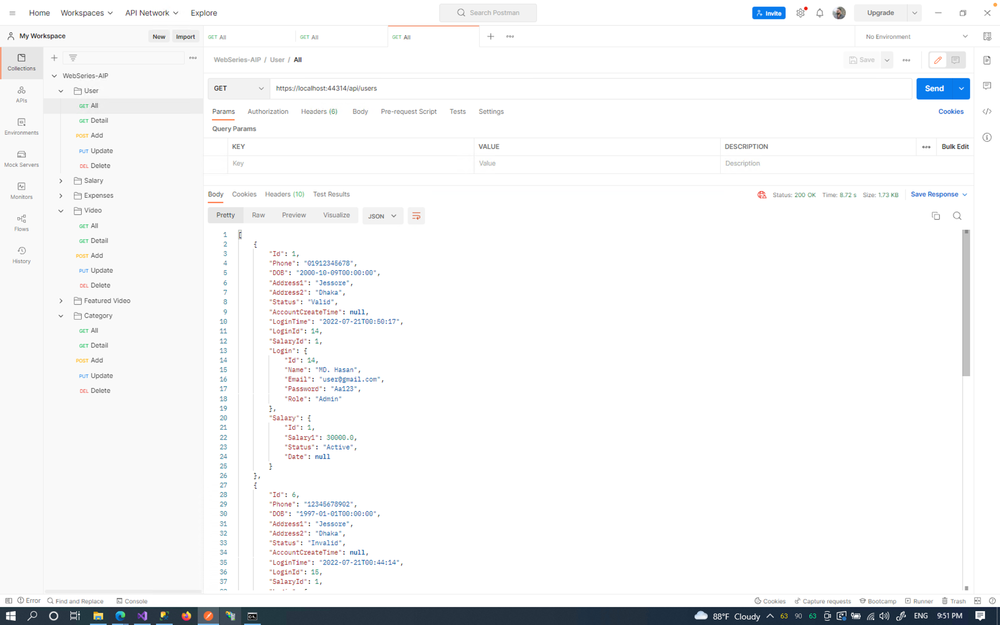 Home Workspaces API Network Explore Search Postman Invite Upgrade
My Workspace New Import GET All GET All GET All No Environment
Collections
APIs
Environments
Mock Servers
Monitors
Flows
History
WebSeries-AIP
User
GET All
GET Detail
POST Add
PUT Update
DEL Delete
Salary
Expenses
Video
GET All
GET Detail
POST Add
PUT Update
DEL Delete
Featured Video
Category
GET All
GET Detail
POST Add
PUT Update
DEL Delete
WebSeries-AIP / User / All Save
GET https://localhost:44314/api/users Send
Params Authorization Headers (6) Body Pre-request Script Tests Settings Cookies
Query Params
KEY VALUE DESCRIPTION Bulk Edit
Key Value Description
Body Cookies Headers (10) Test Results Status: 200 OK Time: 8.72 s Size: 1.73 KB Save Response
Pretty Raw Preview Visualize JSON
1 [
2 {
3 "Id": 1,
4 "Phone": "01912345678",
5 "DOB": "2000-10-09T00:00:00",
6 "Address1": "Jessore",
7 "Address2": "Dhaka",
8 "Status": "Valid",
9 "AccountCreateTime": null,
10 "LoginTime": "2022-07-21T00:50:17",
11 "LoginId": 14,
12 "SalaryId": 1,
13 "Login": {
14 "Id": 14,
15 "Name": "MD. Hasan",
16 "Email": "user@gmail.com",
17 "Password": "Aa123",
18 "Role": "Admin"
19 },
20 "Salary": {
21 "Id": 1,
22 "Salary1": 30000.0,
23 "Status": "Active",
24 "Date": null
25 }
26 },
27 {
28 "Id": 6,
29 "Phone": "12345678902",
30 "DOB": "1997-01-01T00:00:00",
31 "Address1": "Jessore",
32 "Address2": "Dhaka",
33 "Status": "Invalid",
34 "AccountCreateTime": null,
35 "LoginTime": "2022-07-21T00:44:14",
36 "LoginId": 15,
37 "SalaryId": 1,
Error Find and Replace Console Cookies Capture requests Bootcamp Runner Trash
88°F Cloudy 63 90 63 ENG 9:51 PM